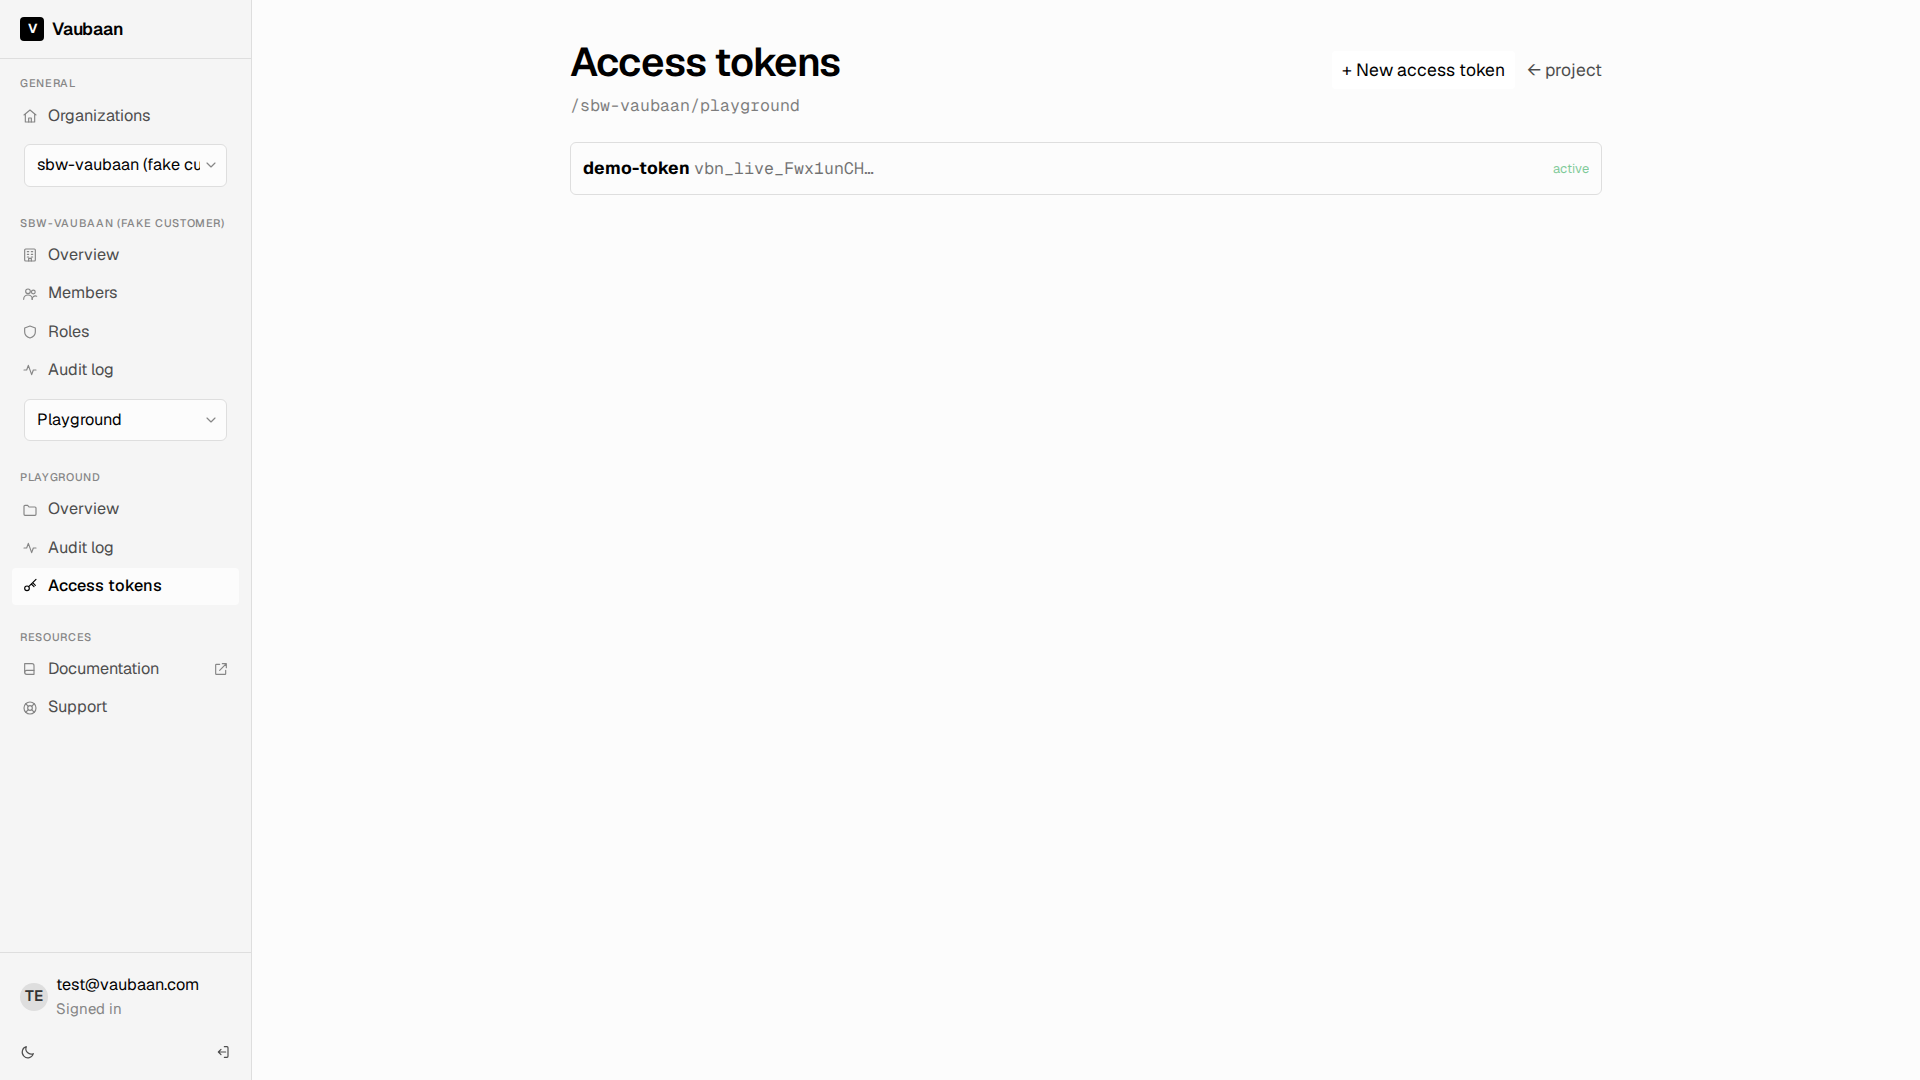 V Vaubaan
GENERAL
Organizations
sbw-vaubaan (fake cu
SBW-VAUBAAN (FAKE CUSTOMER)
Overview
Members
Roles
Audit log
Playground
PLAYGROUND
Overview
Audit log
Access tokens
RESOURCES
Documentation
Support
TE
test@vaubaan.com
Signed in
Access tokens
/sbw-vaubaan/playground
+ New access token
← project
demo-token vbn_live_Fwx1unCH…
active